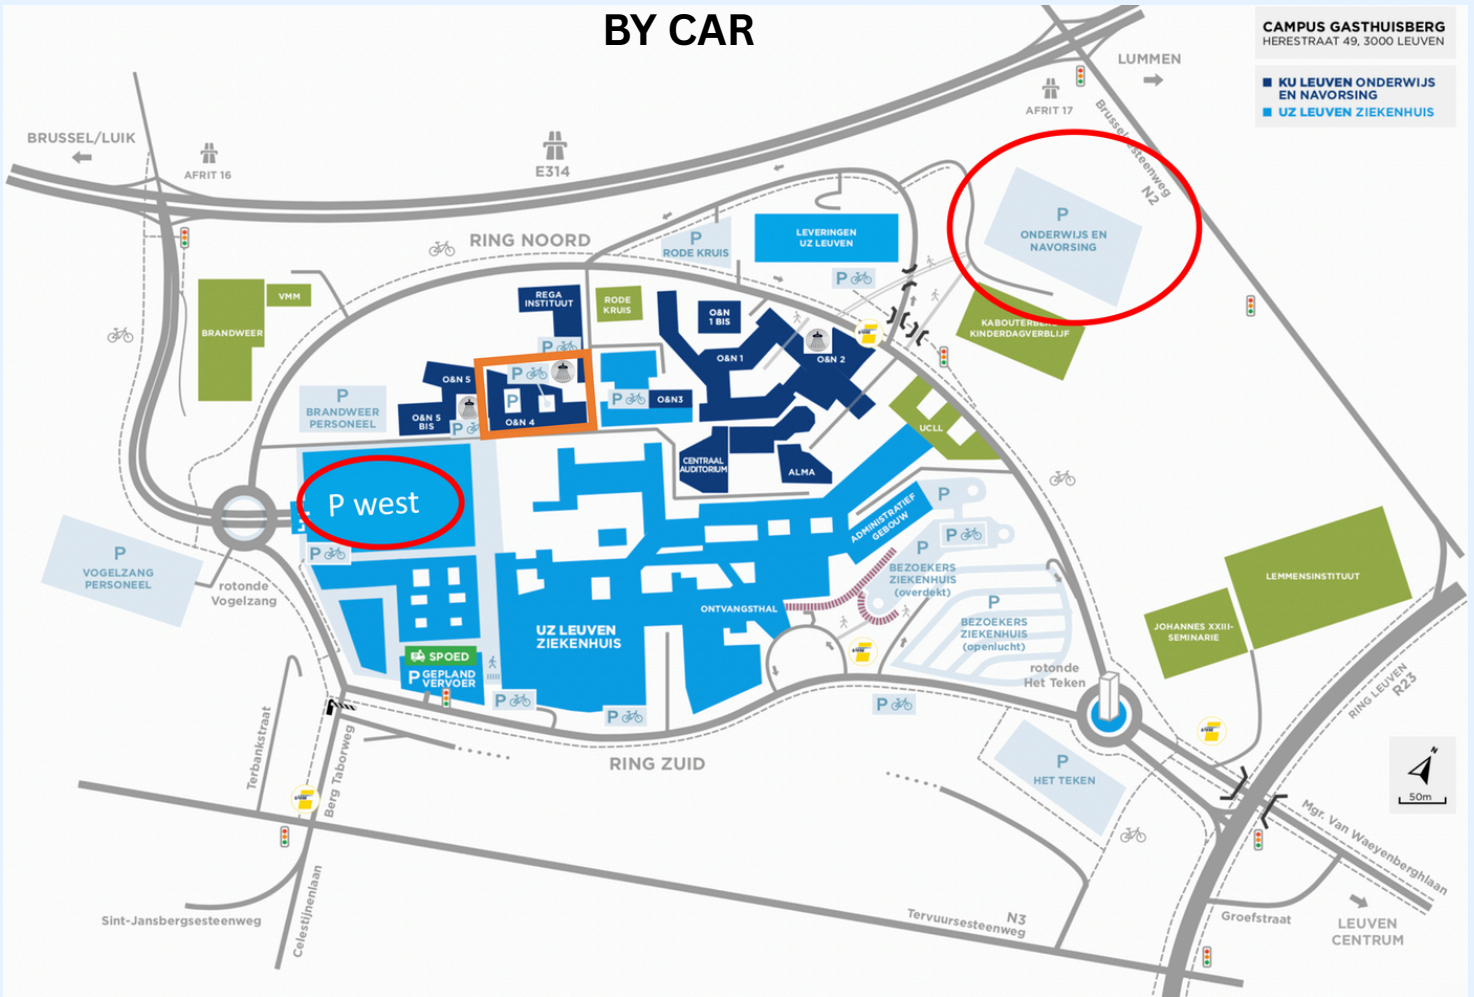 BY CAR
CAMPUS GASTHUISBERG
HERESTRAAT 49, 3000 LEUVEN
KU LEUVEN ONDERWIJS
EN NAVORSING
UZ LEUVEN ZIEKENHUIS
LUMMEN
AFRIT 17
Brusselsesteenweg
N2
BRUSSEL/LUIK
AFRIT 16
E314
RING NOORD
P
RODE KRUIS
LEVERINGEN
UZ LEUVEN
P
ONDERWIJS EN
NAVORSING
P
VMM
BRANDWEER
REGA
INSTITUUT
RODE
KRUIS
O&N
1 BIS
O&N 1
O&N 2
KABOUTERBERG
KINDERDAGVERBLIJF
P
O&N 5
P
P
O&N 4
P
O&N3
P
BRANDWEER
PERSONEEL
O&N 5
BIS
P
UCLL
CENTRAAL
AUDITORIUM
ALMA
P west
P
ADMINISTRATIEF
GEBOUW
P
P
P
BEZOEKERS
ZIEKENHUIS
(overdekt)
P
VOGELZANG
PERSONEEL
rotonde
Vogelzang
LEMMENSINSTITUUT
ONTVANGSTHAL
P
BEZOEKERS
ZIEKENHUIS
(openlucht)
JOHANNES XXIII-
SEMINARIE
UZ LEUVEN
ZIEKENHUIS
SPOED
P GEPLAND
VERVOER
rotonde
Het Teken
P
P
P
RING LEUVEN
R23
Terbankstraat
Berg Taborweg
RING ZUID
P
HET TEKEN
N
50m
Mgr. Van Waeyenberghlaan
Sint-Jansbergsesteenweg
Celestijnenlaan
Tervuursesteenweg
N3
Groefstraat
LEUVEN
CENTRUM